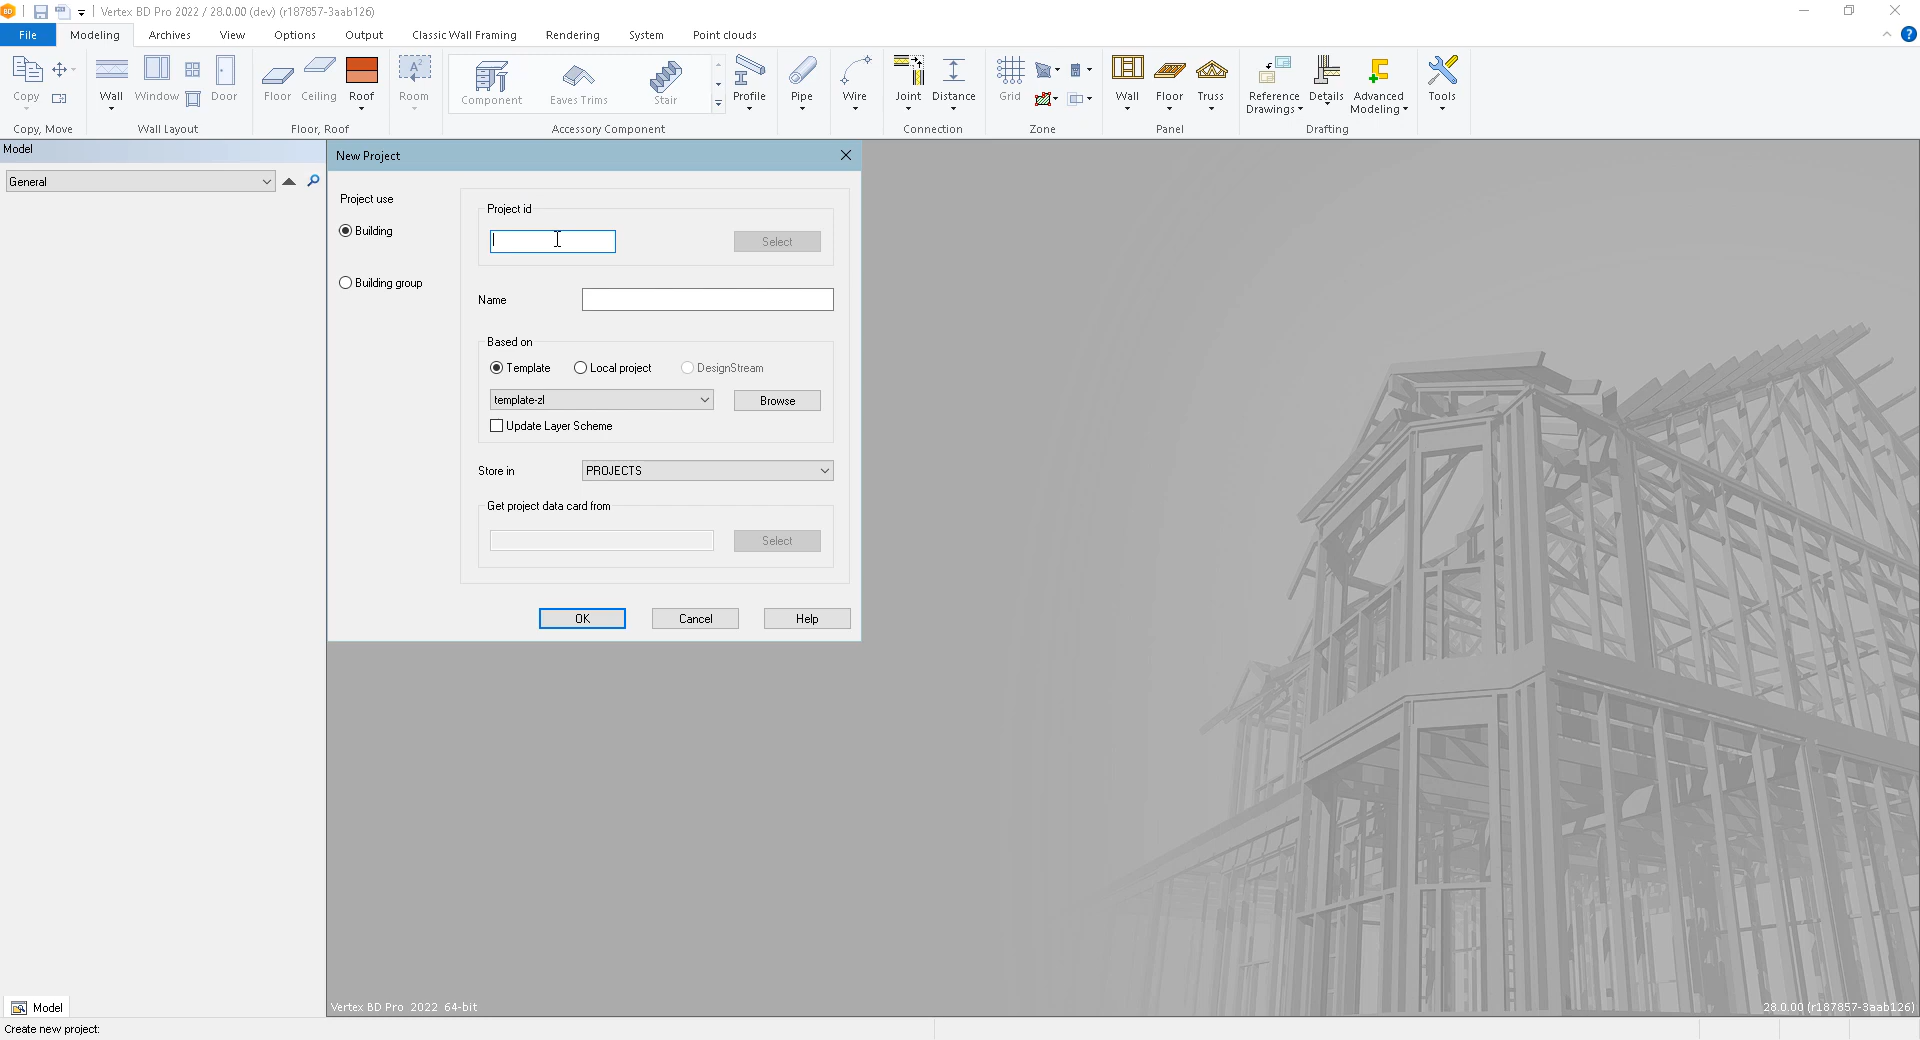 BD Vertex BD Pro 2022 / 28.0.00 (dev) (r187857-3aab126)
File Modeling Archives View Options Output Classic Wall Framing Rendering System Point clouds ?
Copy Wall Window Door Floor Ceiling Roof A² Room Component Eaves Trims Stair Profile Pipe Wire Joint Distance Grid Wall Floor Truss Reference Drawings Details Advanced Modeling Tools
Copy, Move Wall Layout Floor, Roof Accessory Component Connection Zone Panel Drafting
Model
General
New Project
Project use
Building
Building group
Project id
Select
Name
Based on
Template Local project DesignStream
template-zl Browse
Update Layer Scheme
Store in PROJECTS
Get project data card from
Select
OK Cancel Help
Vertex BD Pro 2022 64-bit
28.0.00 (r187857-3aab126)
Model
Create new project: